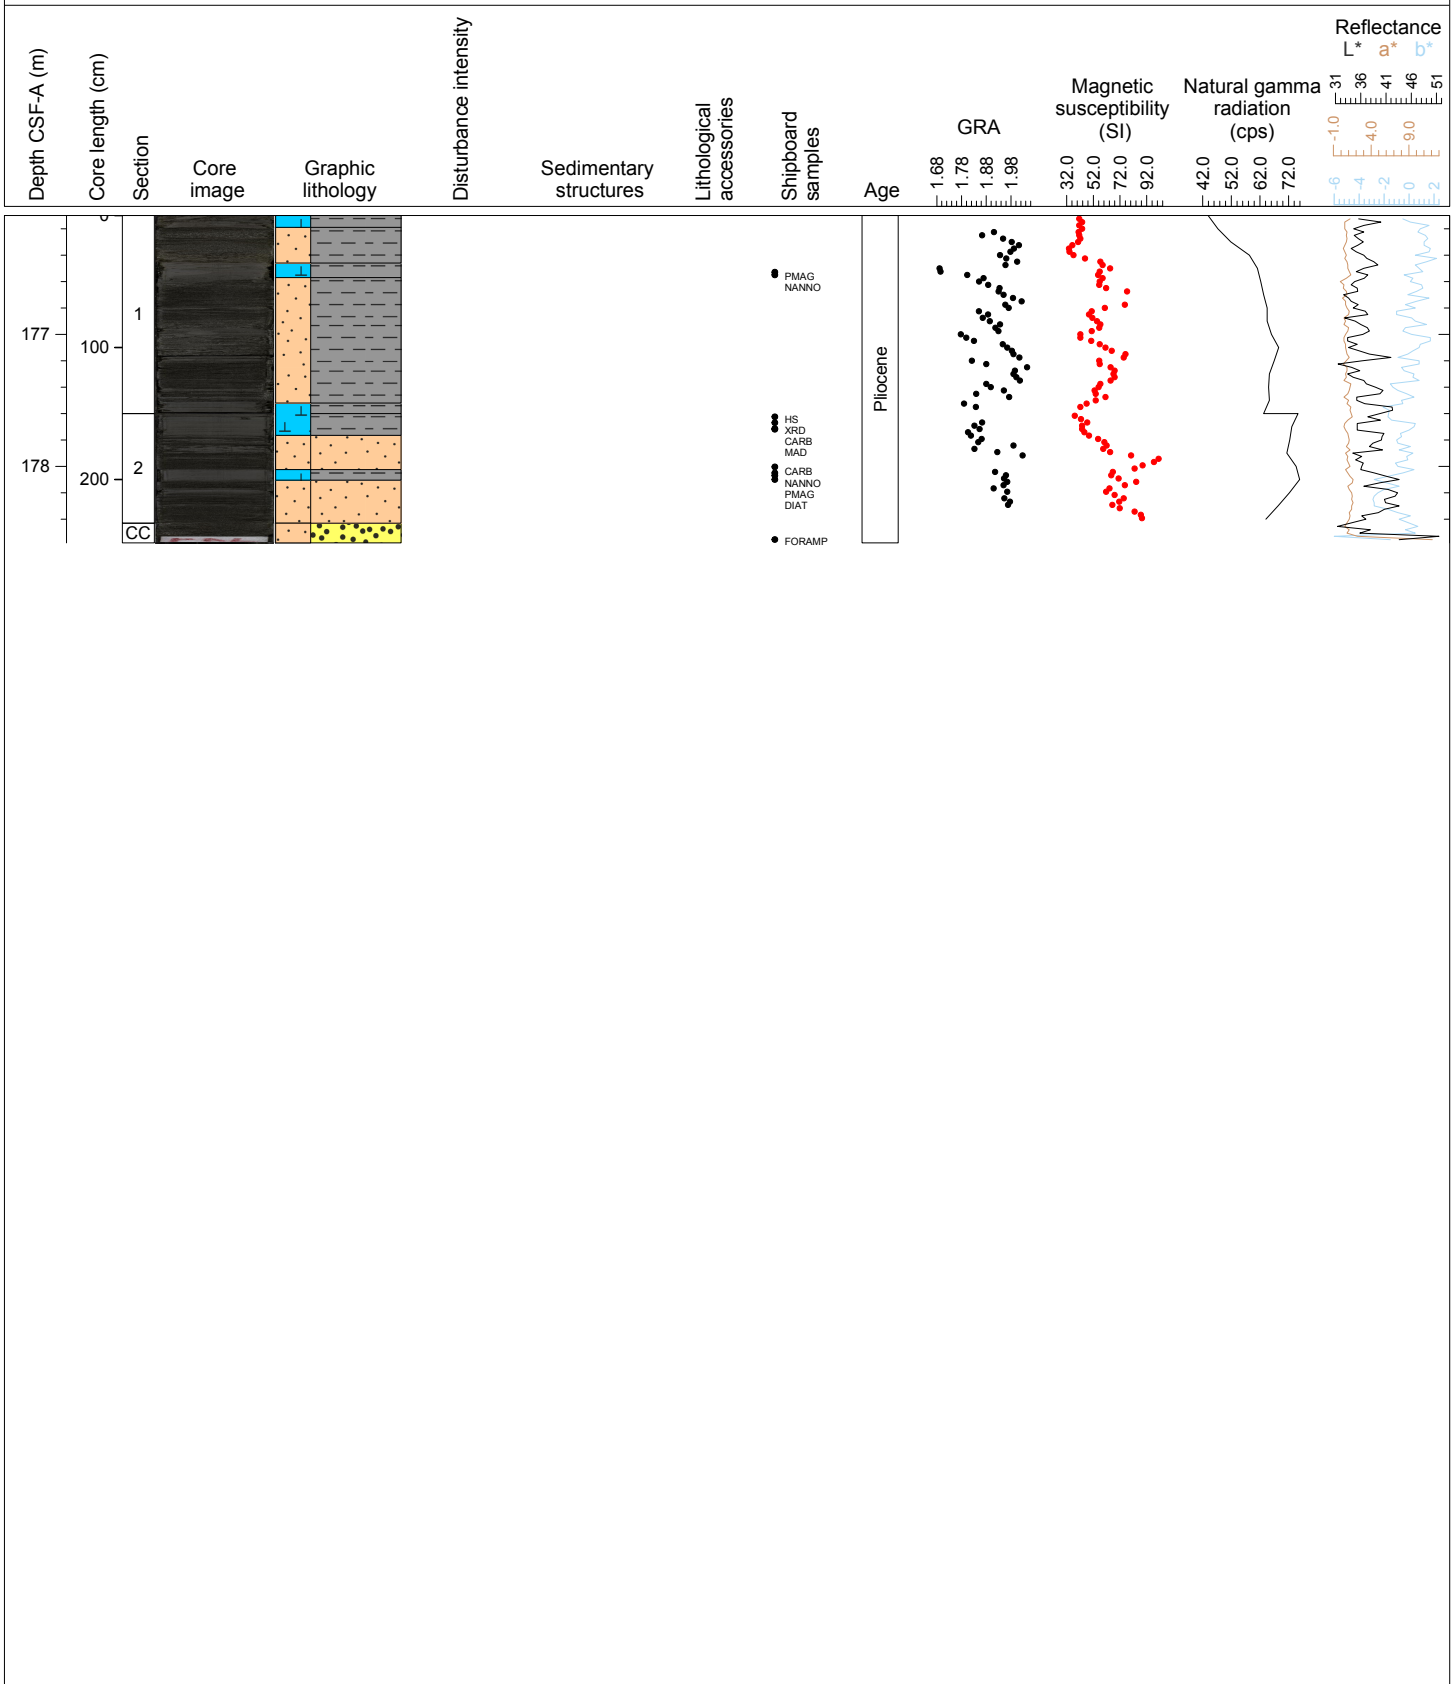 Depth CSF-A (m)
Core length (cm)
Section
Core
image
Graphic
lithology
Disturbance intensity
Sedimentary
structures
Lithological
accessories
Shipboard
samples
Age
GRA
1.68
1.78
1.88
1.98
Magnetic
susceptibility
(SI)
32.0
52.0
72.0
92.0
Natural gamma
radiation
(cps)
42.0
52.0
62.0
72.0
Reflectance
L* a* b*
31
36
41
46
51
-1.0
4.0
9.0
-6
-4
-2
0
2
0
1
177
100
2
178
200
CC
PMAG
NANNO
HS
XRD
CARB
MAD
CARB
NANNO
PMAG
DIAT
FORAMP
Pliocene